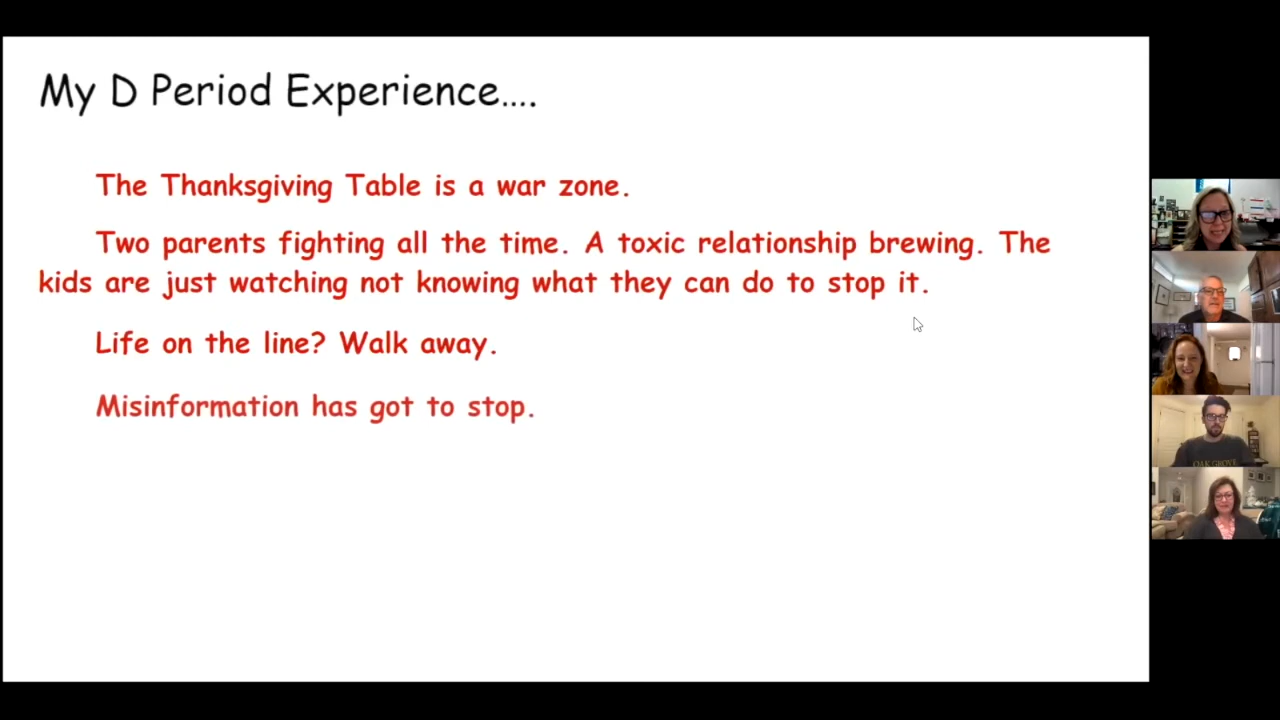 My D Period Experience....
The Thanksgiving Table is a war zone.
Two parents fighting all the time. A toxic relationship brewing. The
kids are just watching not knowing what they can do to stop it.
Life on the line? Walk away.
Misinformation has got to stop.
OAK GROVE